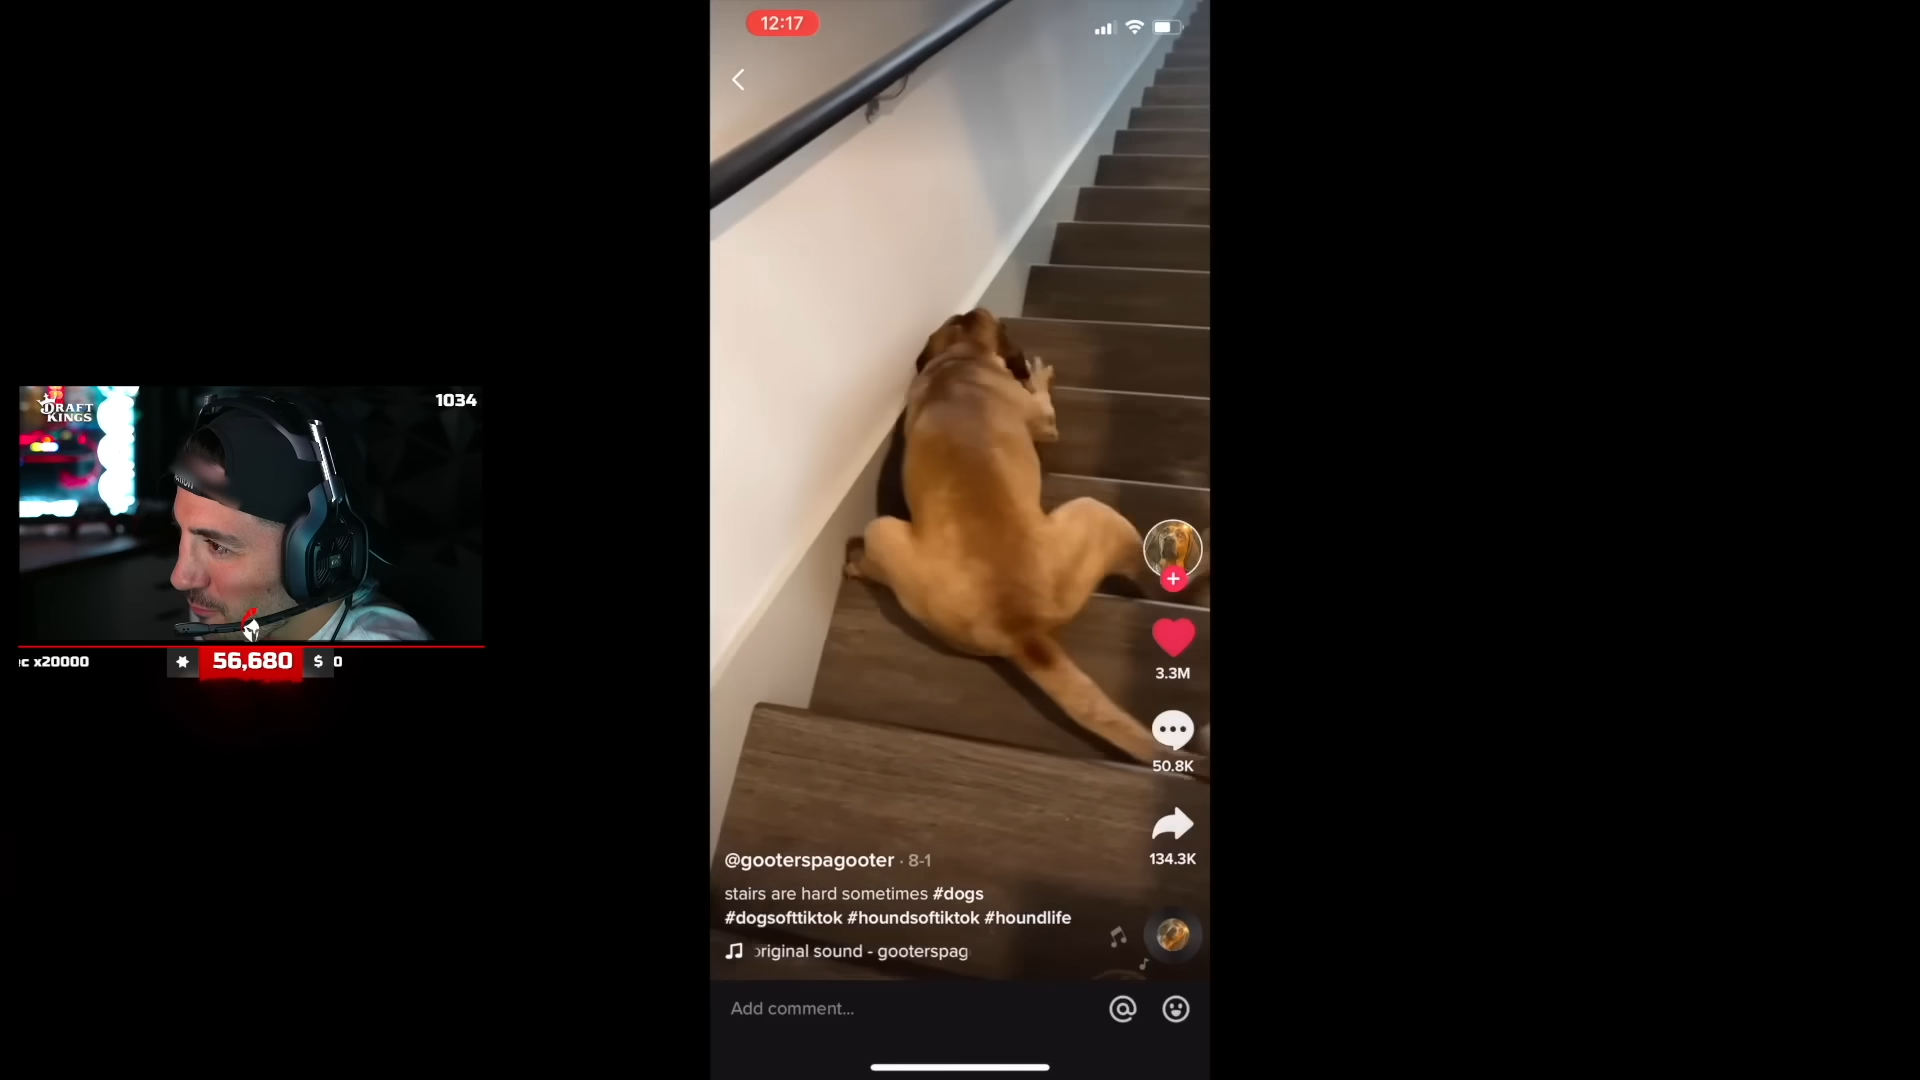 12:17
DRAFT
KINGS
1034
c x20000
56,680
$ 0
3.3M
50.8K
134.3K
@gooterspagooter · 8-1
stairs are hard sometimes #dogs
#dogsofttiktok #houndsoftiktok #houndlife
original sound - gooterspag
Add comment...